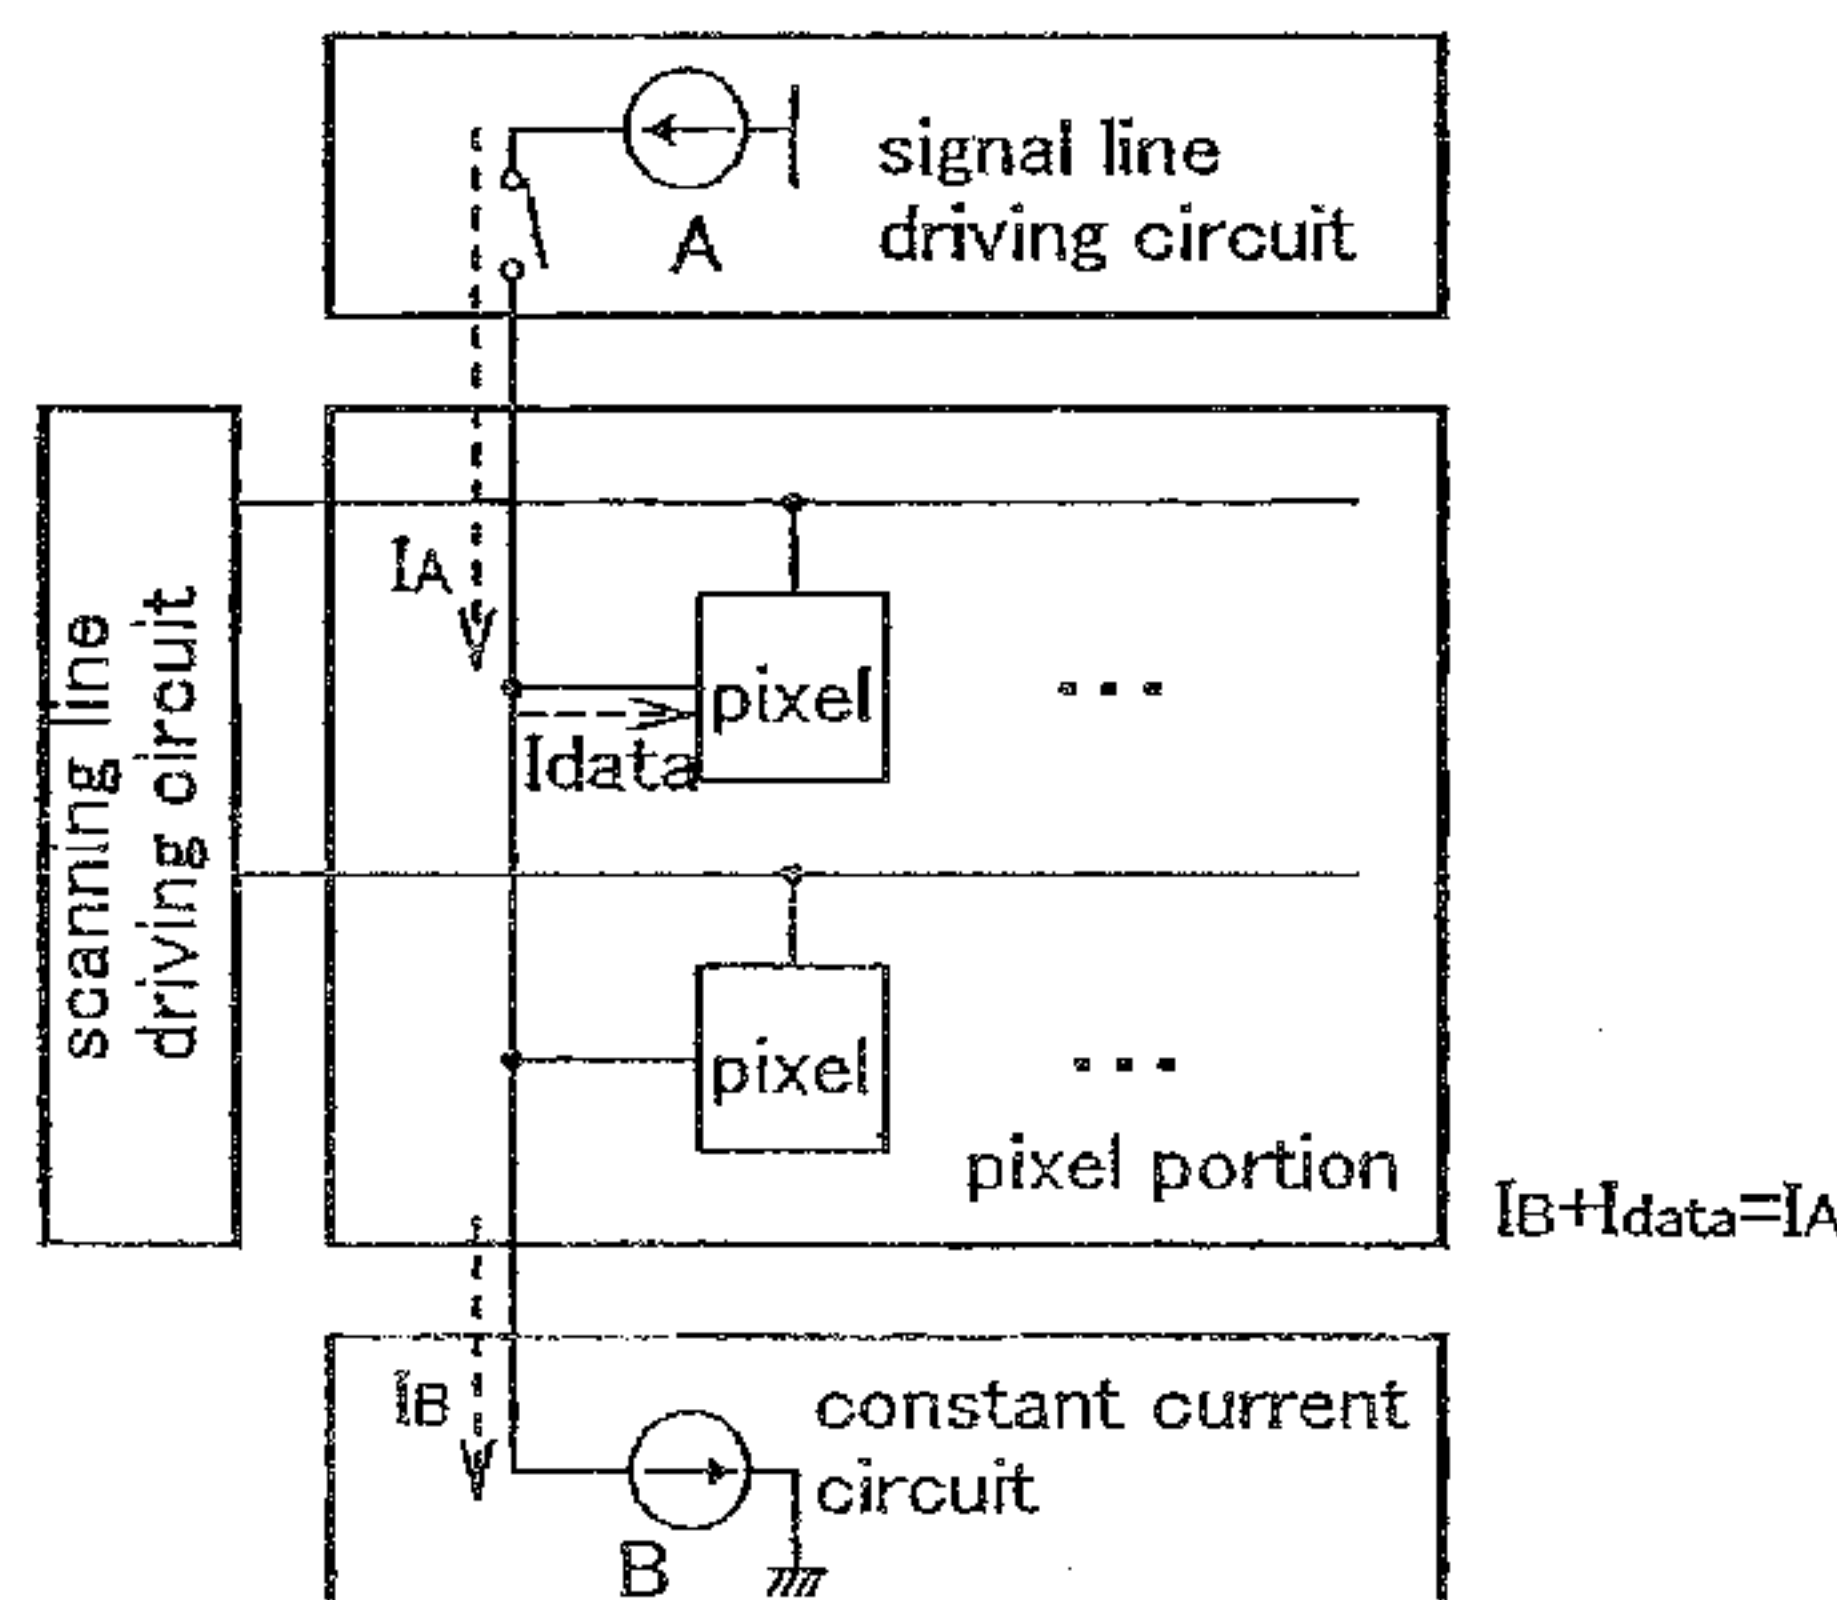 signal line
driving circuit
A
scanning line
driving circuit
IA
pixel
Idata
pixel
pixel portion
IB+Idata=IA
IB
constant current
circuit
B